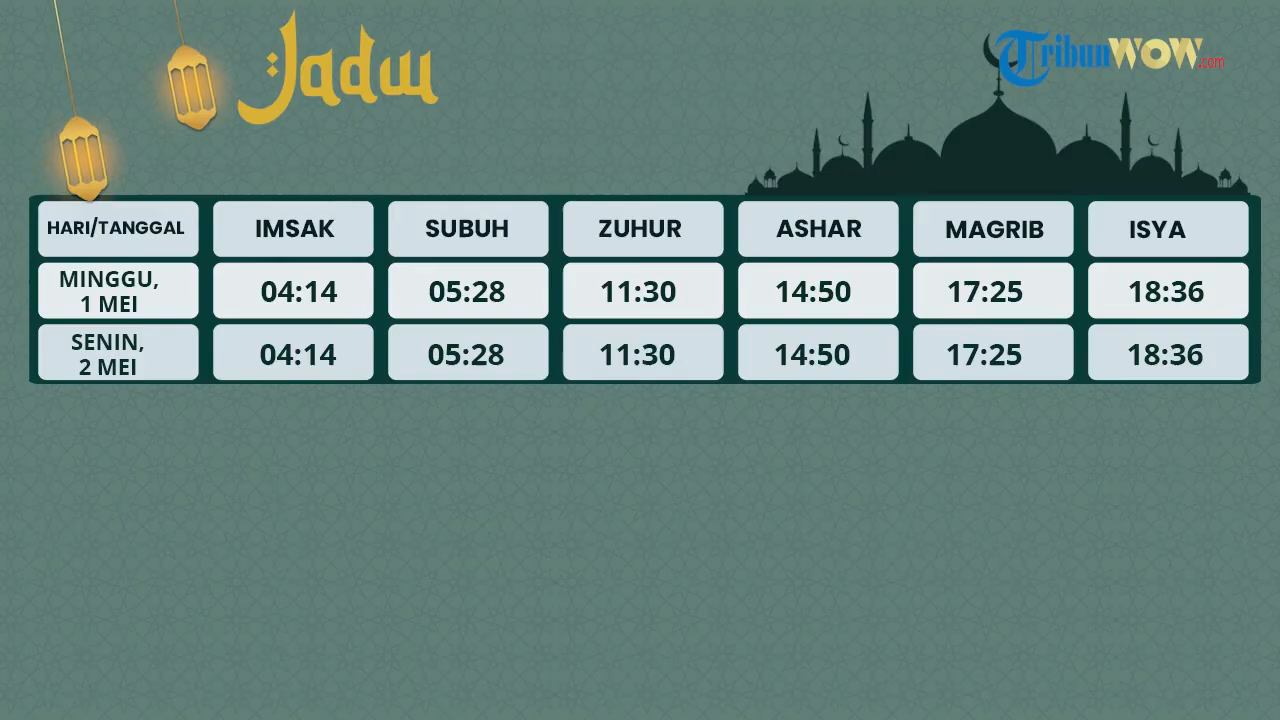 Jadw
TribunWOW.com
HARI/TANGGAL IMSAK SUBUH ZUHUR ASHAR MAGRIB ISYA
MINGGU,
1 MEI 04:14 05:28 11:30 14:50 17:25 18:36
SENIN,
2 MEI 04:14 05:28 11:30 14:50 17:25 18:36